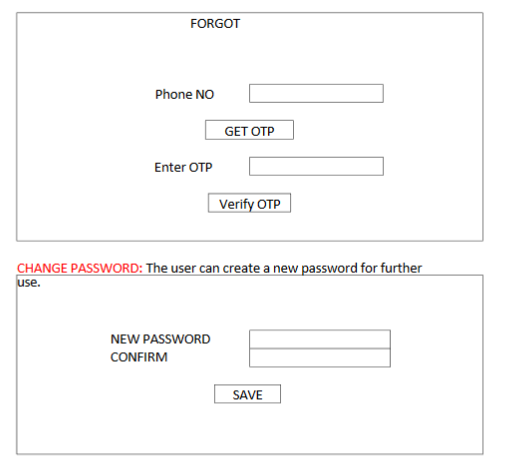 FORGOT
Phone NO
GET OTP
Enter OTP
Verify OTP
CHANGE PASSWORD: The user can create a new password for further
use.
NEW PASSWORD
CONFIRM
SAVE